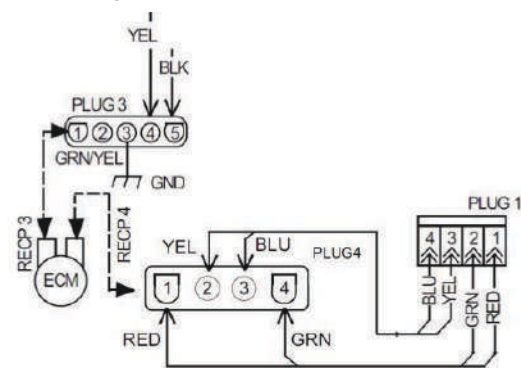 YEL
BLK
PLUG 3
1 2 3 4 5
GRN/YEL
GND
RECP 3
RECP 4
ECM
PLUG 1
4 3 2 1
BLU
YEL
GRN
RED
YEL
BLU
PLUG4
1 2 3 4
RED
GRN